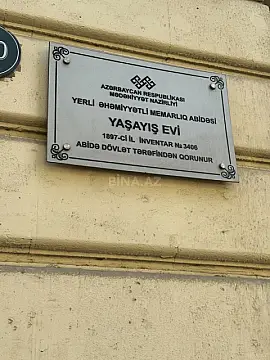 AZƏRBAYCAN RESPUBLİKASI
MƏDƏNİYYƏT NAZİRLİYİ
YERLİ ƏHƏMİYYƏTLİ MEMARLIQ ABİDƏSİ
YAŞAYIŞ EVİ
1897-Cİ İL İNVENTAR № 3406
ABİDƏ DÖVLƏT TƏRƏFİNDƏN QORUNUR